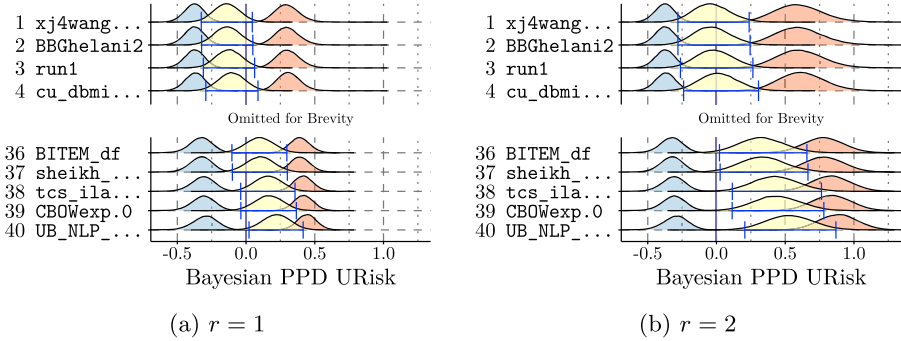 1 xj4wang...
2 BBGhelani2
3 run1
4 cu_dbmi...
Omitted for Brevity
36 BITEM_df
37 sheikh_...
38 tcs_ila...
39 CBOWexp.0
40 UB_NLP_...
-0.5 0.0 0.5 1.0
Bayesian PPD URisk
(a) r = 1
1 xj4wang...
2 BBGhelani2
3 run1
4 cu_dbmi...
Omitted for Brevity
36 BITEM_df
37 sheikh_...
38 tcs_ila...
39 CBOWexp.0
40 UB_NLP_...
-0.5 0.0 0.5 1.0
Bayesian PPD URisk
(b) r = 2